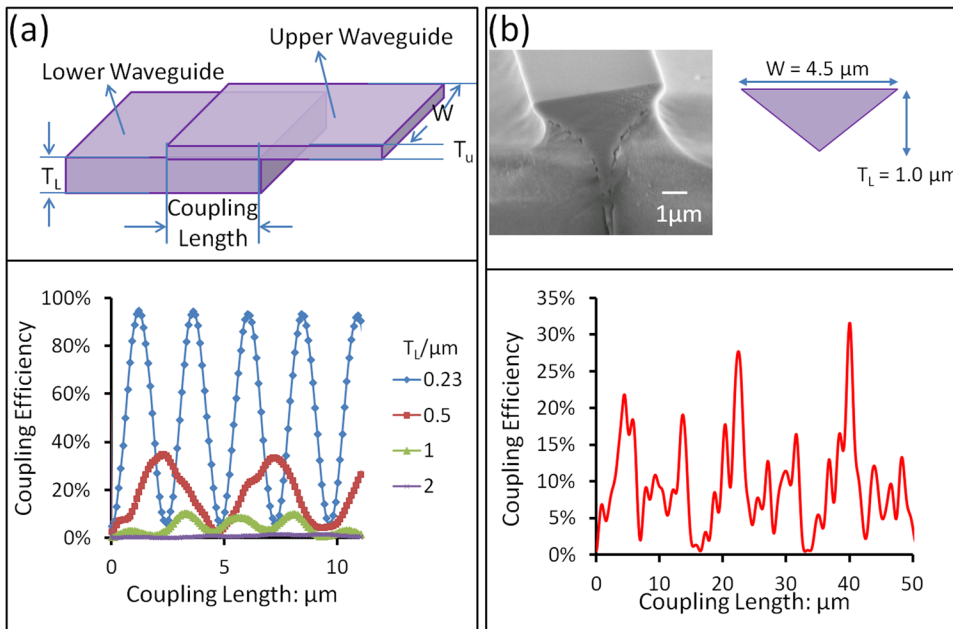 (a)
Upper Waveguide
Lower Waveguide
W
T_L
T_u
Coupling
Length
100%
80%
60%
40%
20%
0%
Coupling Efficiency
0
5
10
Coupling Length: μm
T_L/μm
0.23
0.5
1
2
(b)
1μm
W = 4.5 μm
T_L = 1.0 μm
35%
30%
25%
20%
15%
10%
5%
0%
Coupling Efficiency
0
10
20
30
40
50
Coupling Length: μm